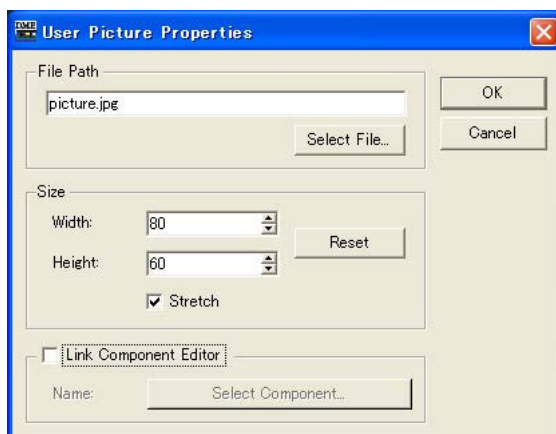 DME
User Picture Properties
File Path
picture.jpg
Select File...
OK
Cancel
Size
Width:
80
Height:
60
Reset
Stretch
Link Component Editor
Name:
Select Component...